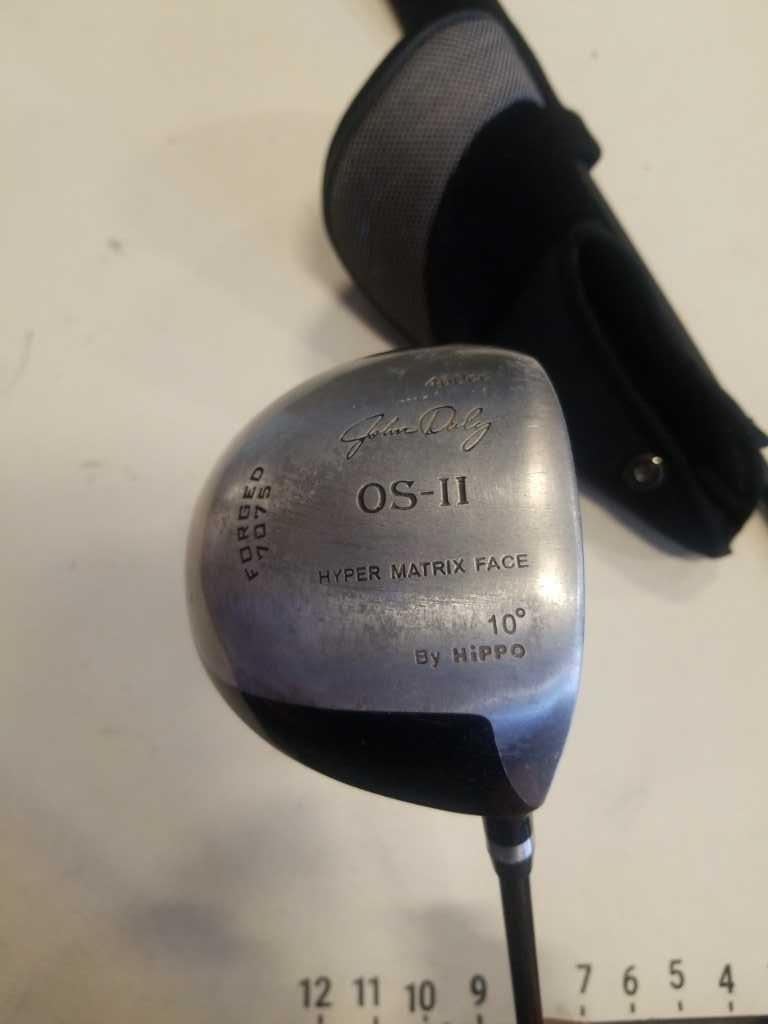 John Daly
OS-II
FORGED
7075
HYPER MATRIX FACE
10°
By HiPPO
12 11 10 9 7 6 5 4